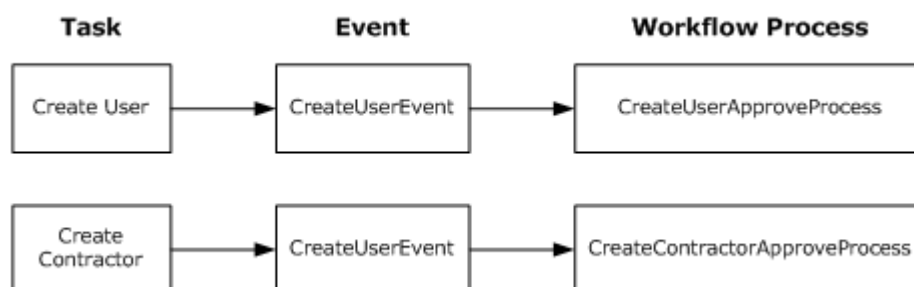 Task Event Workflow Process
Create User CreateUserEvent CreateUserApproveProcess
Create
Contractor
CreateUserEvent CreateContractorApproveProcess